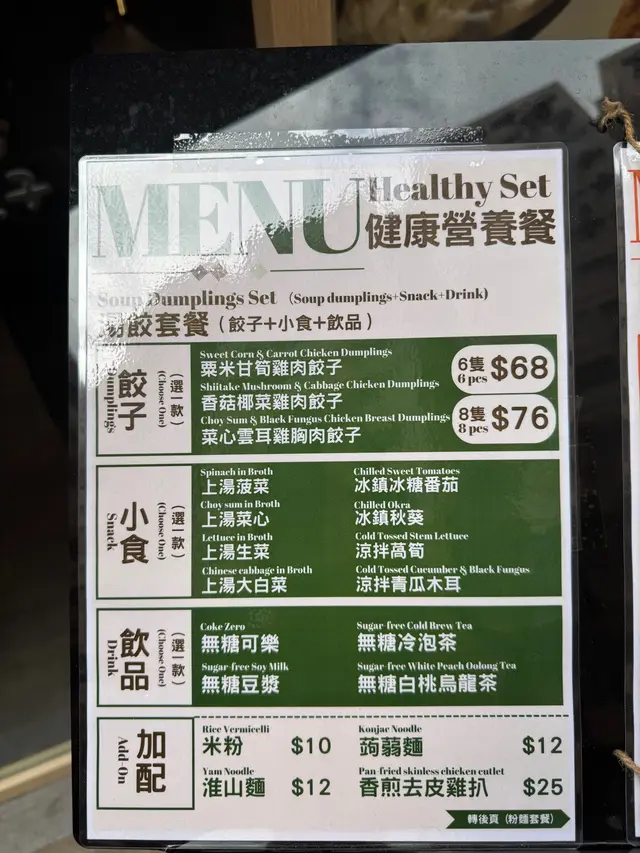 MENU
Healthy Set
健康營養餐
Soup Dumplings Set (Soup dumplings+Snack+Drink)
湯餃套餐 (餃子+小食+飲品)
餃子
Dumplings
(選一款)
(Choose One)
Sweet Corn & Carrot Chicken Dumplings
粟米甘筍雞肉餃子
Shiitake Mushroom & Cabbage Chicken Dumplings
香菇椰菜雞肉餃子
Choy Sum & Black Fungus Chicken Breast Dumplings
菜心雲耳雞胸肉餃子
6隻
6 pcs
$68
8隻
8 pcs
$76
小食
Snack
(選一款)
(Choose One)
Spinach in Broth
上湯菠菜
Choy sum in Broth
上湯菜心
Lettuce in Broth
上湯生菜
Chinese cabbage in Broth
上湯大白菜
Chilled Sweet Tomatoes
冰鎮冰糖番茄
Chilled Okra
冰鎮秋葵
Cold Tossed Stem Lettuce
涼拌萵筍
Cold Tossed Cucumber & Black Fungus
涼拌青瓜木耳
飲品
Drink
(選一款)
(Choose One)
Coke Zero
無糖可樂
Sugar-free Soy Milk
無糖豆漿
Sugar-free Cold Brew Tea
無糖冷泡茶
Sugar-free White Peach Oolong Tea
無糖白桃烏龍茶
加配
Add-On
Rice Vermicelli
米粉 $10
Yam Noodle
淮山麵 $12
Konjac Noodle
蒟蒻麵 $12
Pan-fried skinless chicken cutlet
香煎去皮雞扒 $25
轉後頁 (粉麵套餐)